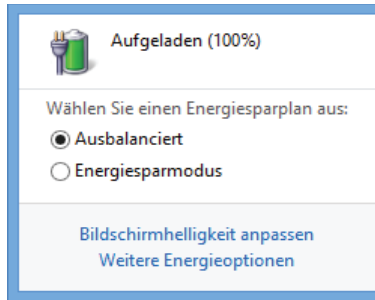 Aufgeladen (100%)
Wählen Sie einen Energiesparplan aus:
Ausbalanciert
Energiesparmodus
Bildschirmhelligkeit anpassen
Weitere Energieoptionen